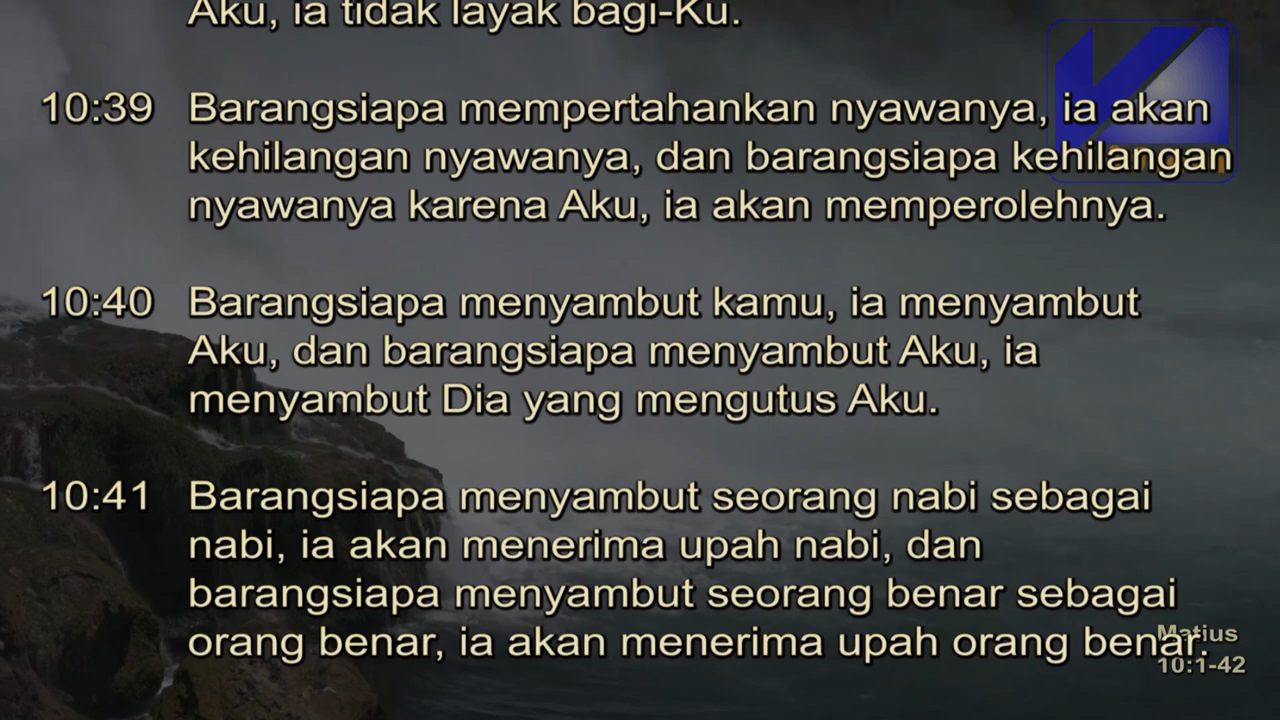 Aku, ia tidak layak bagi-Ku.
10:39 Barangsiapa mempertahankan nyawanya, ia akan
kehilangan nyawanya, dan barangsiapa kehilangan
nyawanya karena Aku, ia akan memperolehnya.
10:40 Barangsiapa menyambut kamu, ia menyambut
Aku, dan barangsiapa menyambut Aku, ia
menyambut Dia yang mengutus Aku.
10:41 Barangsiapa menyambut seorang nabi sebagai
nabi, ia akan menerima upah nabi, dan
barangsiapa menyambut seorang benar sebagai
orang benar, ia akan menerima upah orang benar.
Matius
10:1-42